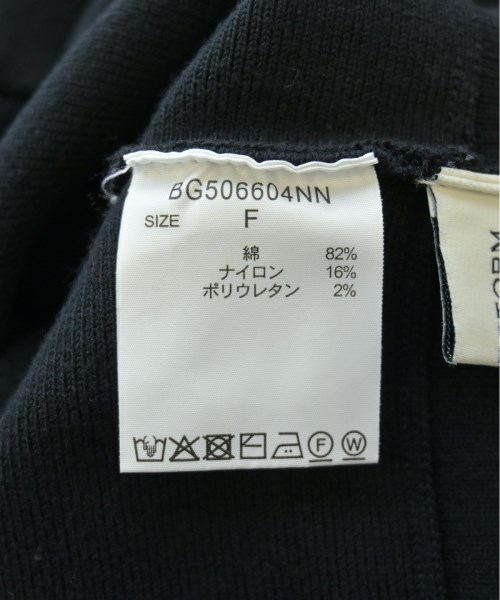 BG506604NN
SIZE F
綿 82%
ナイロン 16%
ポリウレタン 2%
F W